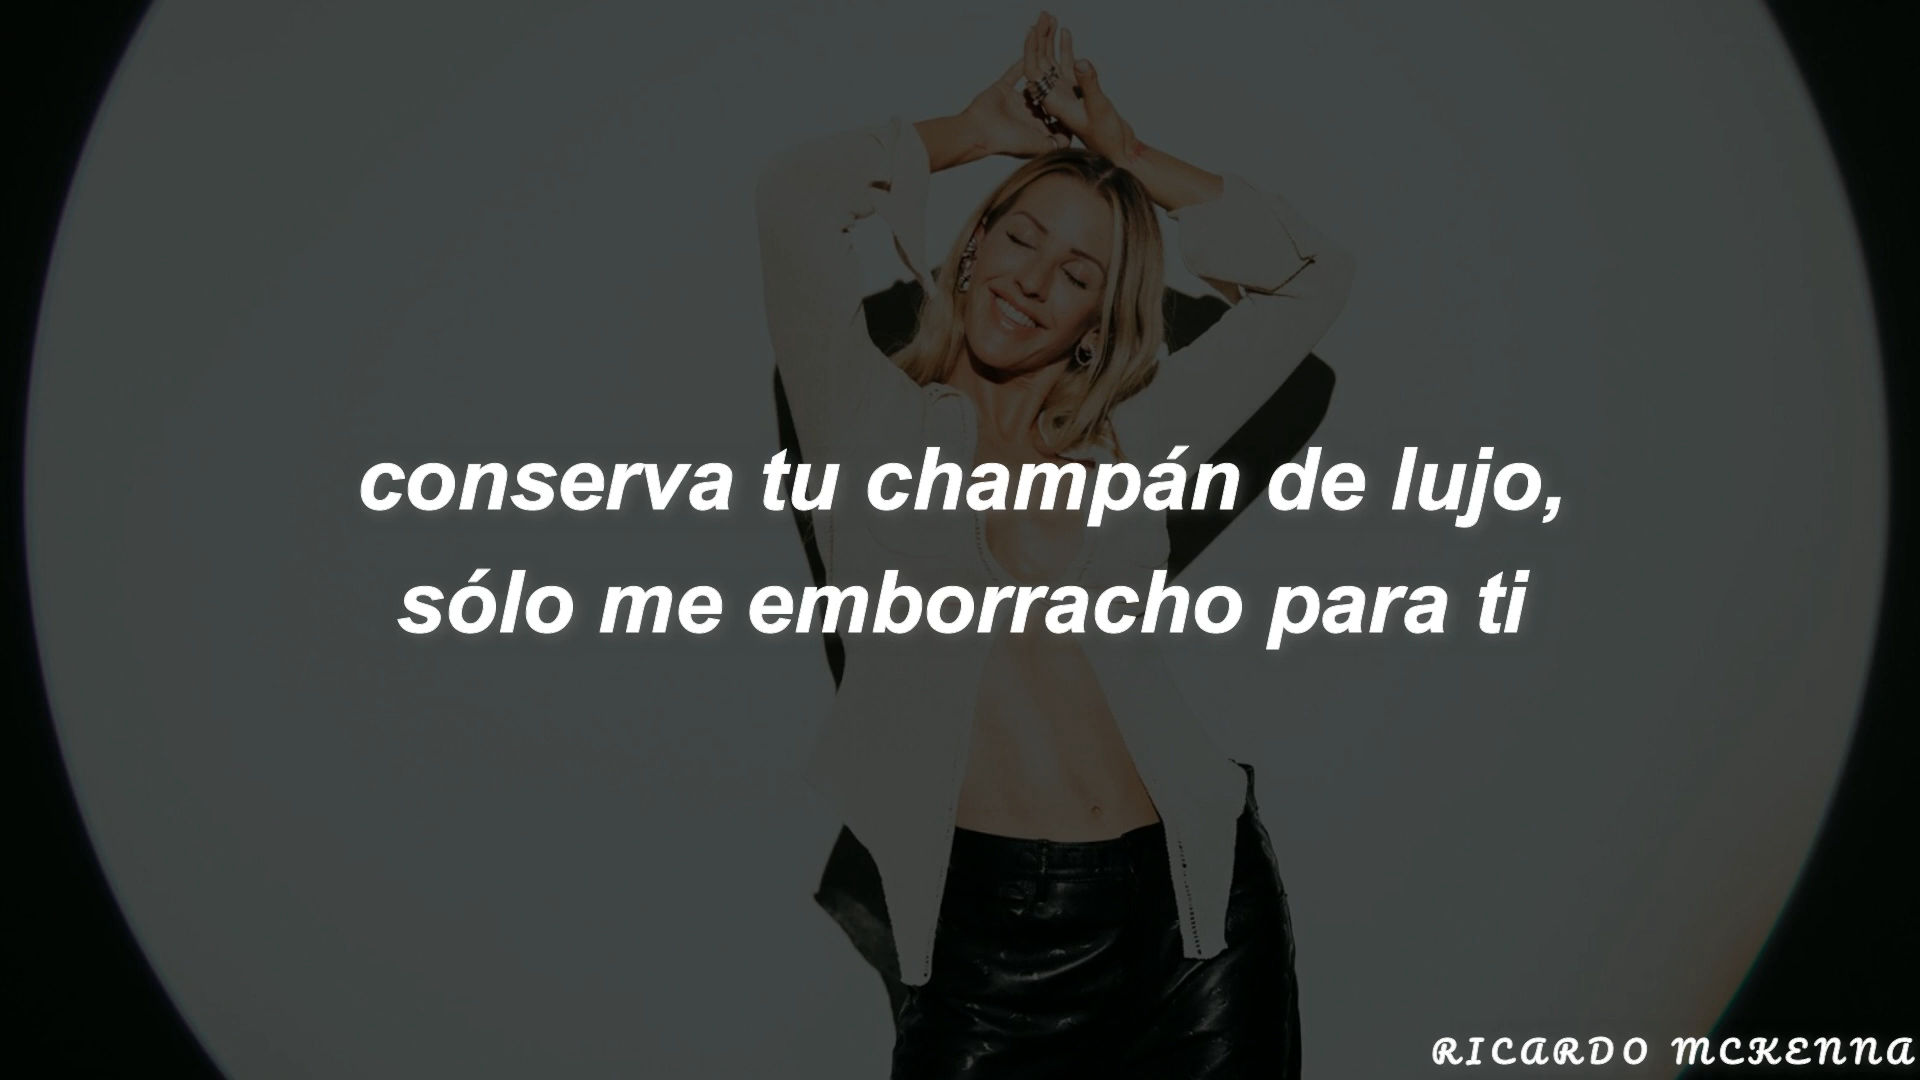 conserva tu champán de lujo,
sólo me emborracho para ti
RICARDO MCKENNA